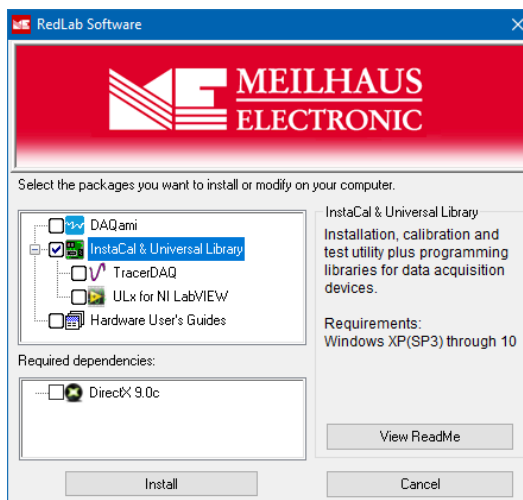 RedLab Software
MEILHAUS
ELECTRONIC
Select the packages you want to install or modify on your computer.
DAQami
InstaCal & Universal Library
TracerDAQ
ULx for NI LabVIEW
Hardware User's Guides
InstaCal & Universal Library
Installation, calibration and
test utility plus programming
libraries for data acquisition
devices.
Requirements:
Windows XP(SP3) through 10
Required dependencies:
DirectX 9.0c
View ReadMe
Install
Cancel